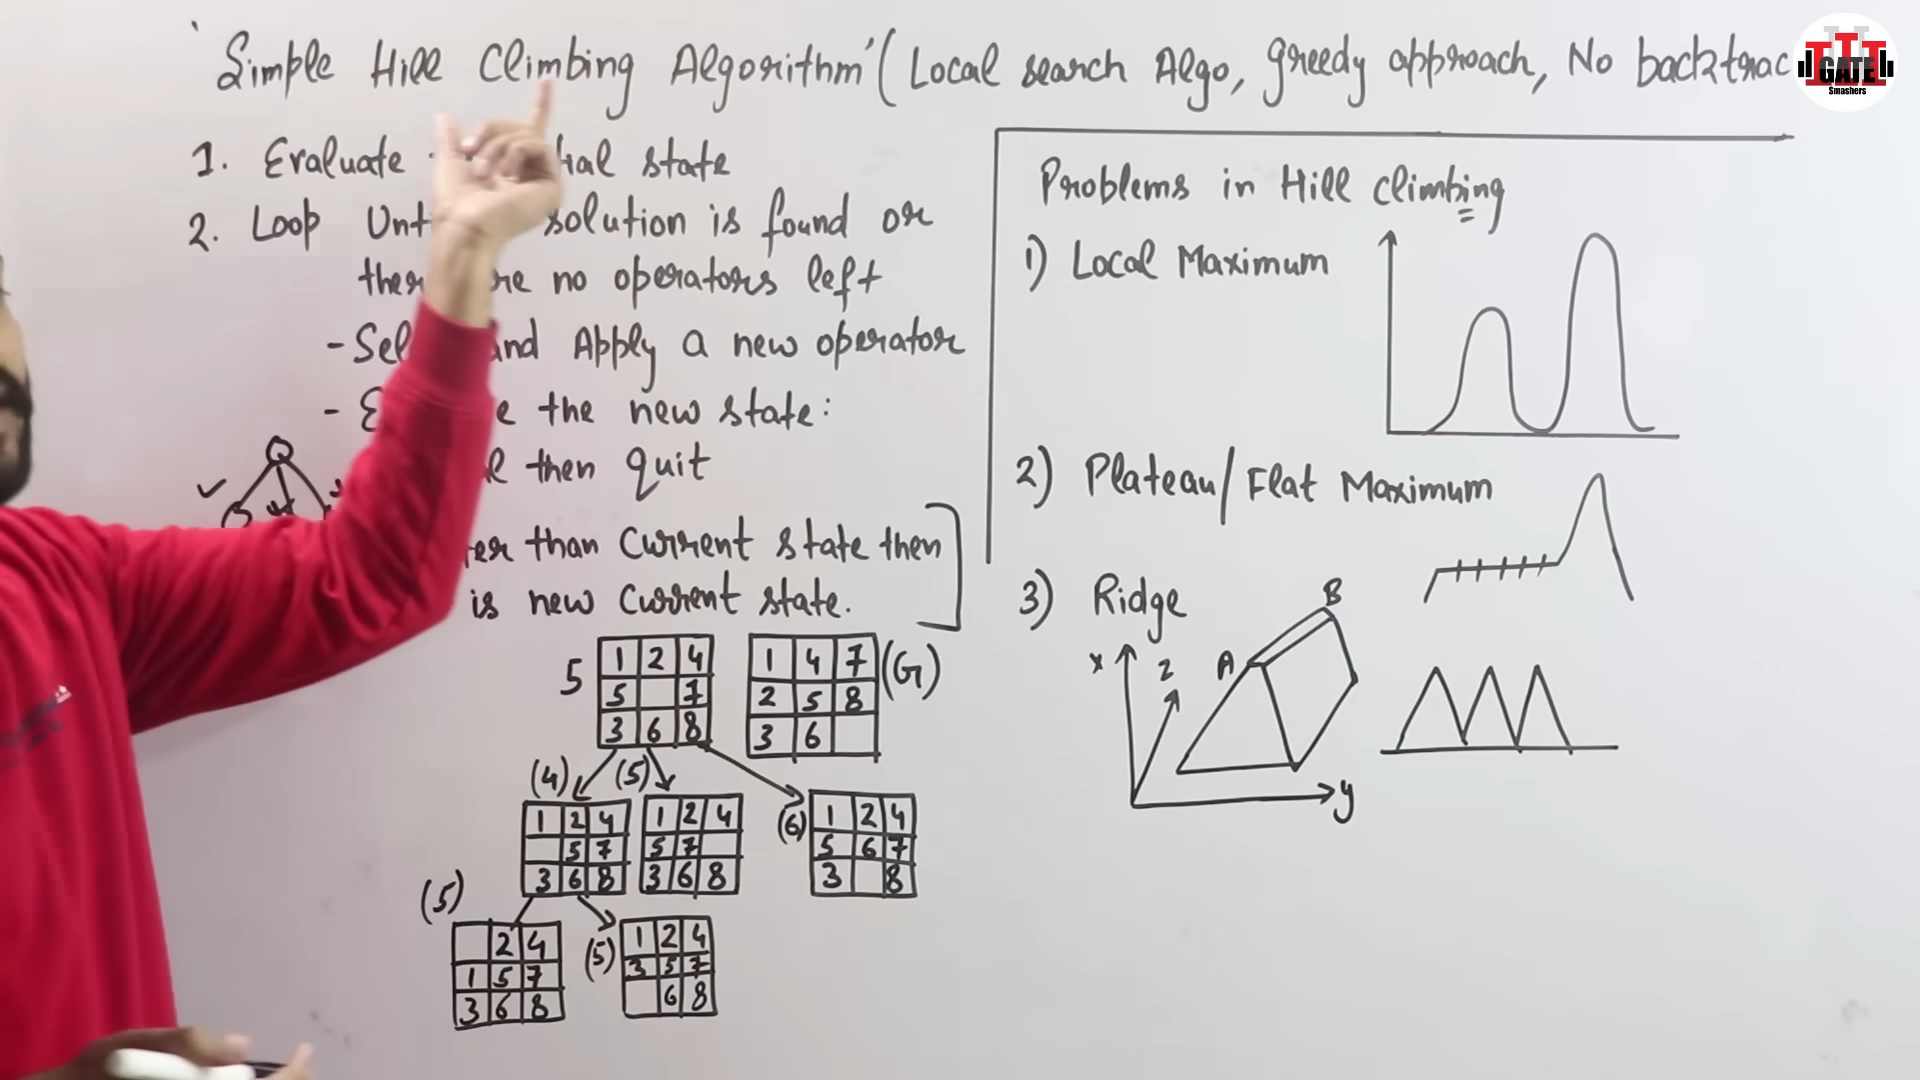 Simple Hill Climbing Algorithm (Local search Algo, greedy approach, No backtrac
GATE
Smashers
1. Evaluate tial state
2. Loop Unt solution is found or
ther re no operators left
- Sel and Apply a new operator
- E e the new state:
l then quit
ter than Current state then
is new Current state.
5
1 2 4
5 7
3 6 8
1 4 7
2 5 8
3 6
(G)
(4) (5) (6)
1 2 4
5 7
3 6 8
1 2 4
5 7
3 6 8
1 2 4
5 6 7
3 8
(5)
2 4
1 5 7
3 6 8
(5)
1 2 4
3 5 7
6 8
Problems in Hill climbing
1) Local Maximum
2) Plateau/Flat Maximum
3) Ridge
x z y
A B